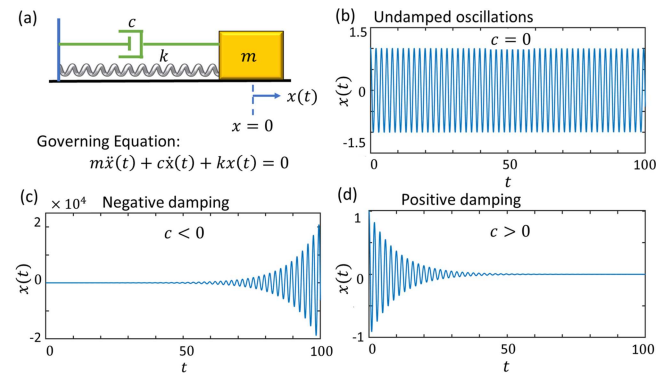 (a)
c
k
m
x(t)
x = 0
Governing Equation:
mẍ(t) + cẋ(t) + kx(t) = 0
(b) Undamped oscillations
c = 0
1.5
0
-1.5
x(t)
0 50 100
t
(c) Negative damping
× 10⁴
c < 0
2
0
-2
x(t)
0 50 100
t
(d) Positive damping
c > 0
1
0
-1
x(t)
0 50 100
t